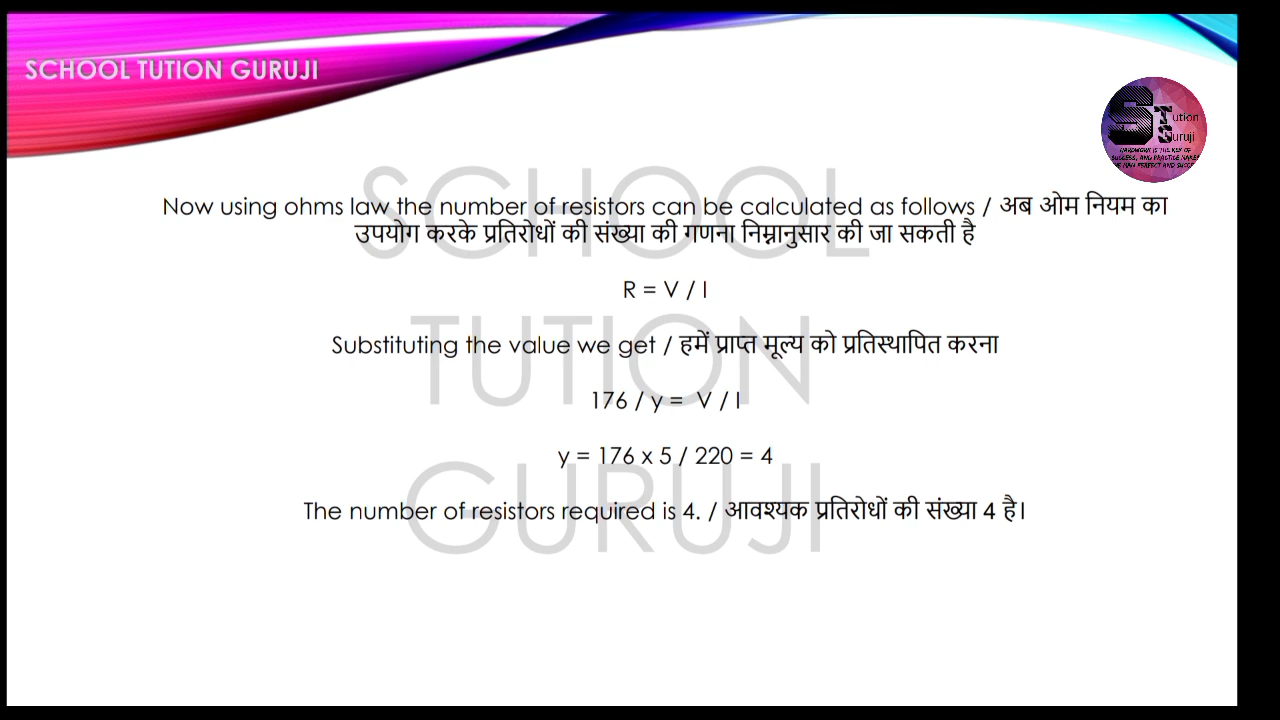 SCHOOL TUTION GURUJI
STution
Guruji
SCHOOL
Now using ohms law the number of resistors can be calculated as follows / अब ओम नियम का
उपयोग करके प्रतिरोधों की संख्या की गणना निम्नानुसार की जा सकती है
R = V / I
TUTION
Substituting the value we get / हमें प्राप्त मूल्य को प्रतिस्थापित करना
176 / y = V / I
y = 176 x 5 / 220 = 4
GURUJI
The number of resistors required is 4. / आवश्यक प्रतिरोधों की संख्या 4 है।